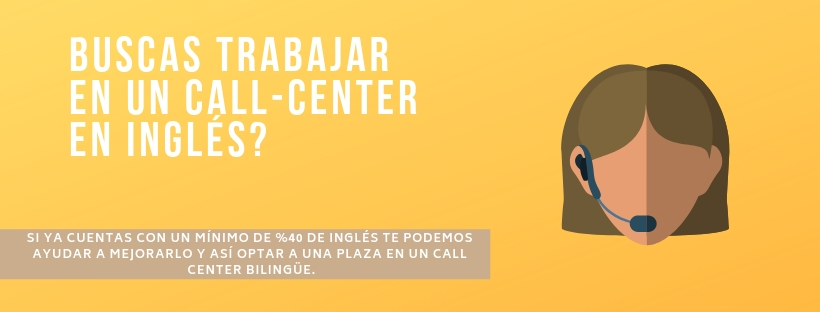 BUSCAS TRABAJAR
EN UN CALL-CENTER
EN INGLÉS?
SI YA CUENTAS CON UN MÍNIMO DE %40 DE INGLÉS TE PODEMOS
AYUDAR A MEJORARLO Y ASÍ OPTAR A UNA PLAZA EN UN CALL
CENTER BILINGÜE.